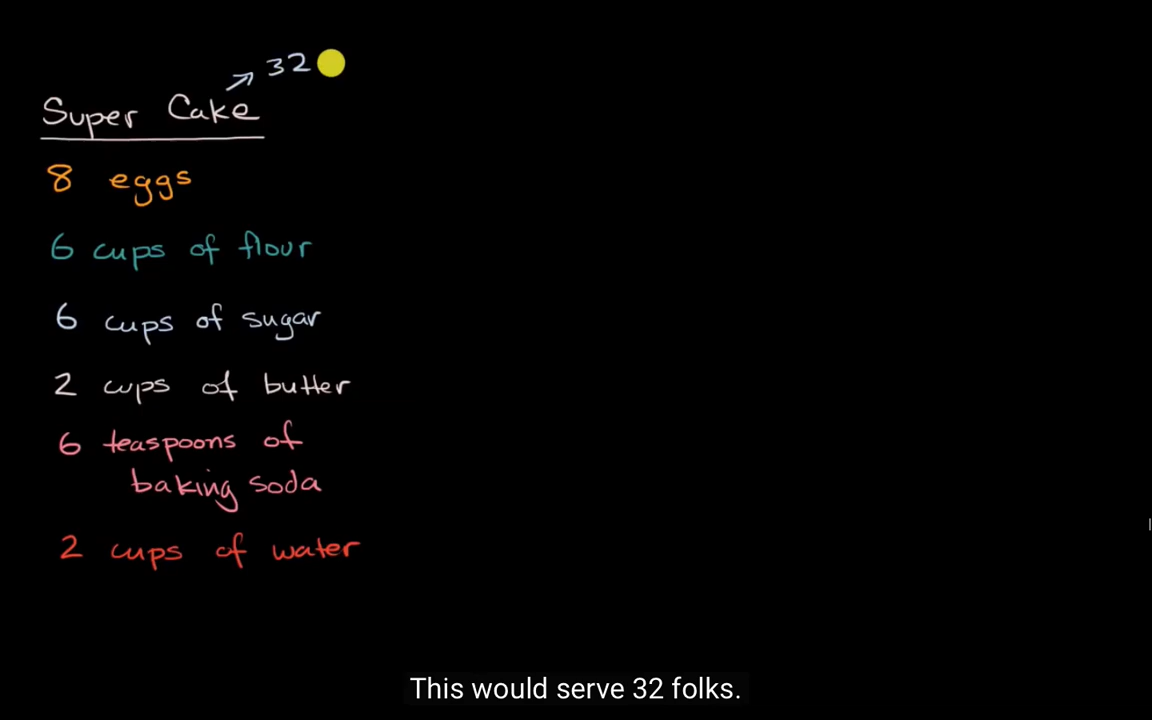 32
Super Cake
8 eggs
6 cups of flour
6 cups of sugar
2 cups of butter
6 teaspoons of
baking soda
2 cups of water
This would serve 32 folks.